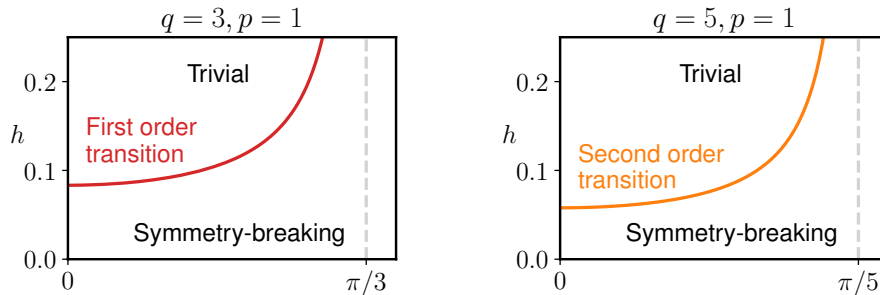 q = 3, p = 1
0.2
0.1
0.0
h
Trivial
First order
transition
Symmetry-breaking
0
π/3
q = 5, p = 1
0.2
0.1
0.0
h
Trivial
Second order
transition
Symmetry-breaking
0
π/5